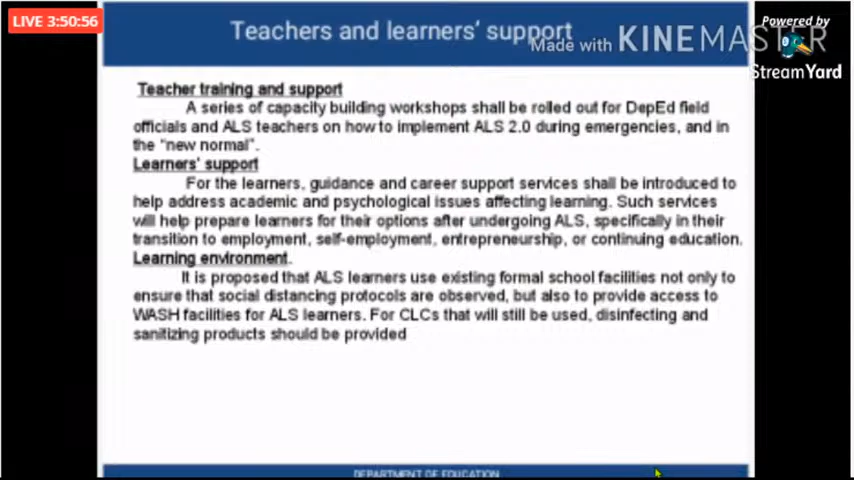 LIVE 3:50:56
Teachers and learners' support
Made with KINEMASTER
Powered by
StreamYard
Teacher training and support
A series of capacity building workshops shall be rolled out for DepEd field
officials and ALS teachers on how to implement ALS 2.0 during emergencies, and in
the "new normal".
Learners' support
For the learners, guidance and career support services shall be introduced to
help address academic and psychological issues affecting learning. Such services
will help prepare learners for their options after undergoing ALS, specifically in their
transition to employment, self-employment, entrepreneurship, or continuing education.
Learning environment.
It is proposed that ALS learners use existing formal school facilities not only to
ensure that social distancing protocols are observed, but also to provide access to
WASH facilities for ALS learners. For CLCs that will still be used, disinfecting and
sanitizing products should be provided
DEPARTMENT OF EDUCATION